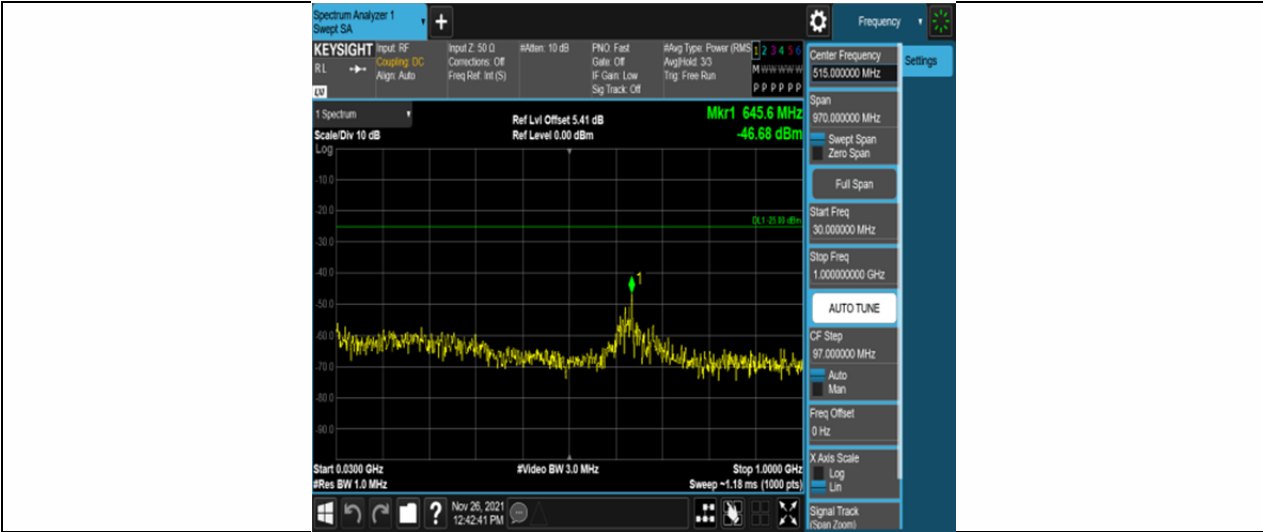 Spectrum Analyzer 1
Swept SA
+
Frequency
KEYSIGHT
Input: RF
Coupling: DC
Align: Auto
Input Z: 50 Ω
Corrections: Off
Freq Ref: Int (S)
#Atten: 10 dB
PNO: Fast
Gate: Off
IF Gain: Low
Sig Track: Off
#Avg Type: Power (RMS
Avg|Hold: 3/3
Trig: Free Run
1 2 3 4 5 6
M W W W W W
P P P P P P
RL
LV
Center Frequency
515.000000 MHz
Settings
1 Spectrum
Scale/Div 10 dB
Ref Lvl Offset 5.41 dB
Ref Level 0.00 dBm
Mkr1 645.6 MHz
-46.68 dBm
Log
-10.0
-20.0
-30.0
-40.0
-50.0
-60.0
-70.0
-80.0
-90.0
DL1 -25.00 dBm
1
Start 0.0300 GHz
#Res BW 1.0 MHz
#Video BW 3.0 MHz
Stop 1.0000 GHz
Sweep ~1.18 ms (1000 pts)
Span
970.000000 MHz
Swept Span
Zero Span
Full Span
Start Freq
30.000000 MHz
Stop Freq
1.000000000 GHz
AUTO TUNE
CF Step
97.000000 MHz
Auto
Man
Freq Offset
0 Hz
X Axis Scale
Log
Lin
Signal Track
(Span Zoom)
?
Nov 26, 2021
12:42:41 PM